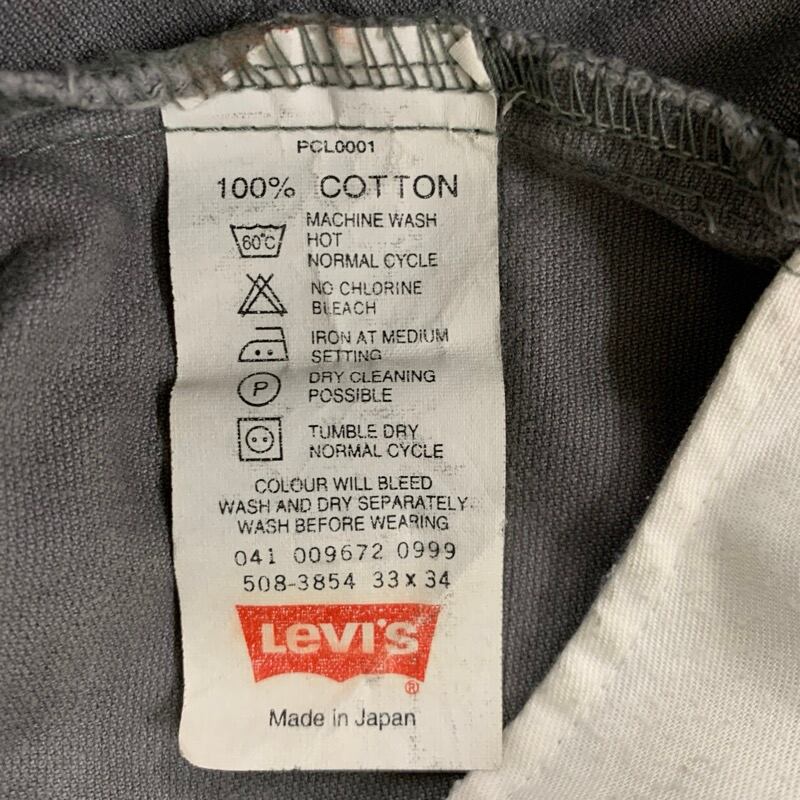 PCL0001
100% COTTON
60°C
MACHINE WASH
HOT
NORMAL CYCLE
NO CHLORINE
BLEACH
IRON AT MEDIUM
SETTING
P
DRY CLEANING
POSSIBLE
TUMBLE DRY
NORMAL CYCLE
COLOUR WILL BLEED
WASH AND DRY SEPARATELY
WASH BEFORE WEARING
041 009672 0999
508-3854 33 x 34
LEVI'S ®
Made in Japan